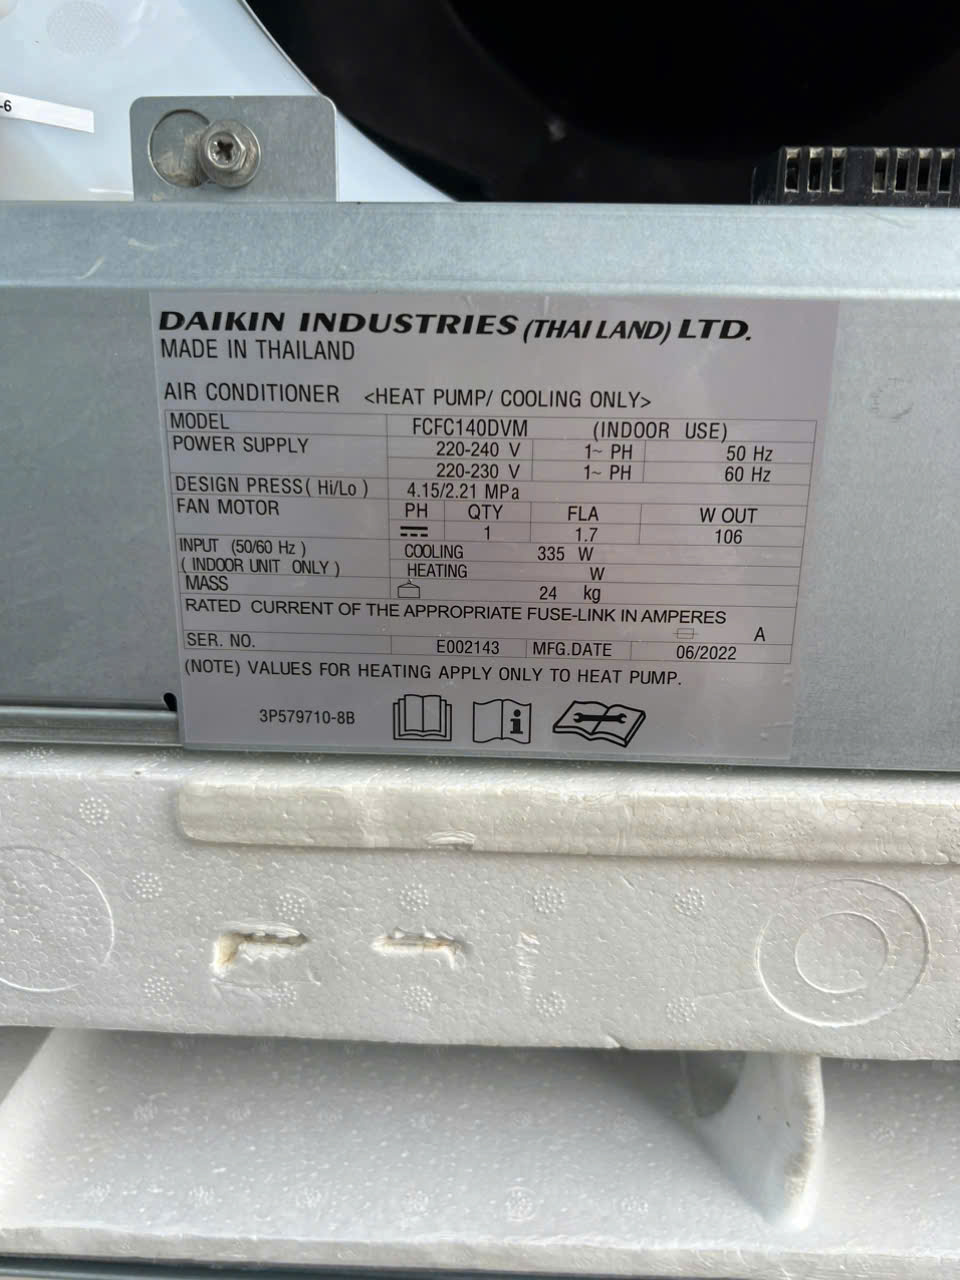 -6
DAIKIN INDUSTRIES (THAILAND) LTD.
MADE IN THAILAND
AIR CONDITIONER <HEAT PUMP/ COOLING ONLY>
MODEL FCFC140DVM (INDOOR USE)
POWER SUPPLY 220-240 V 1~ PH 50 Hz
220-230 V 1~ PH 60 Hz
DESIGN PRESS( Hi/Lo ) 4.15/2.21 MPa
FAN MOTOR PH QTY FLA W OUT
1 1.7 106
INPUT (50/60 Hz ) COOLING 335 W
( INDOOR UNIT ONLY ) HEATING W
MASS 24 kg
RATED CURRENT OF THE APPROPRIATE FUSE-LINK IN AMPERES
A
SER. NO. E002143 MFG.DATE 06/2022
(NOTE) VALUES FOR HEATING APPLY ONLY TO HEAT PUMP.
3P579710-8B